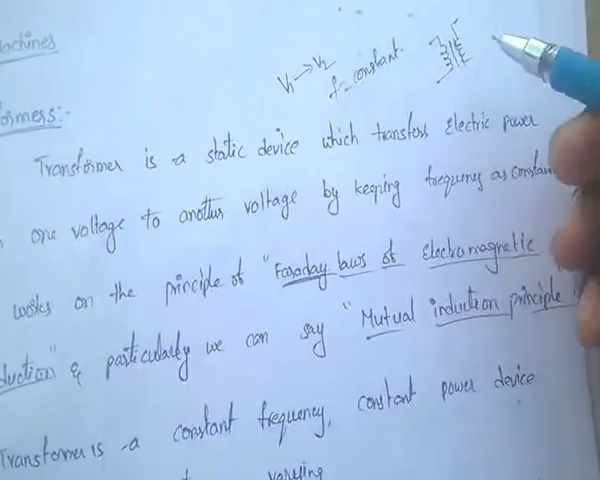 achines
V1 → V2
f = constant.
ormess:-
Transformer is a static device which transfers Electric power
one voltage to another voltage by keeping frequency as constan
works on the principle of "Faraday laws of Electromagnetic
duction" & particularly we can say "Mutual induction principle"
Transformer is a constant frequency, constant power device
varying